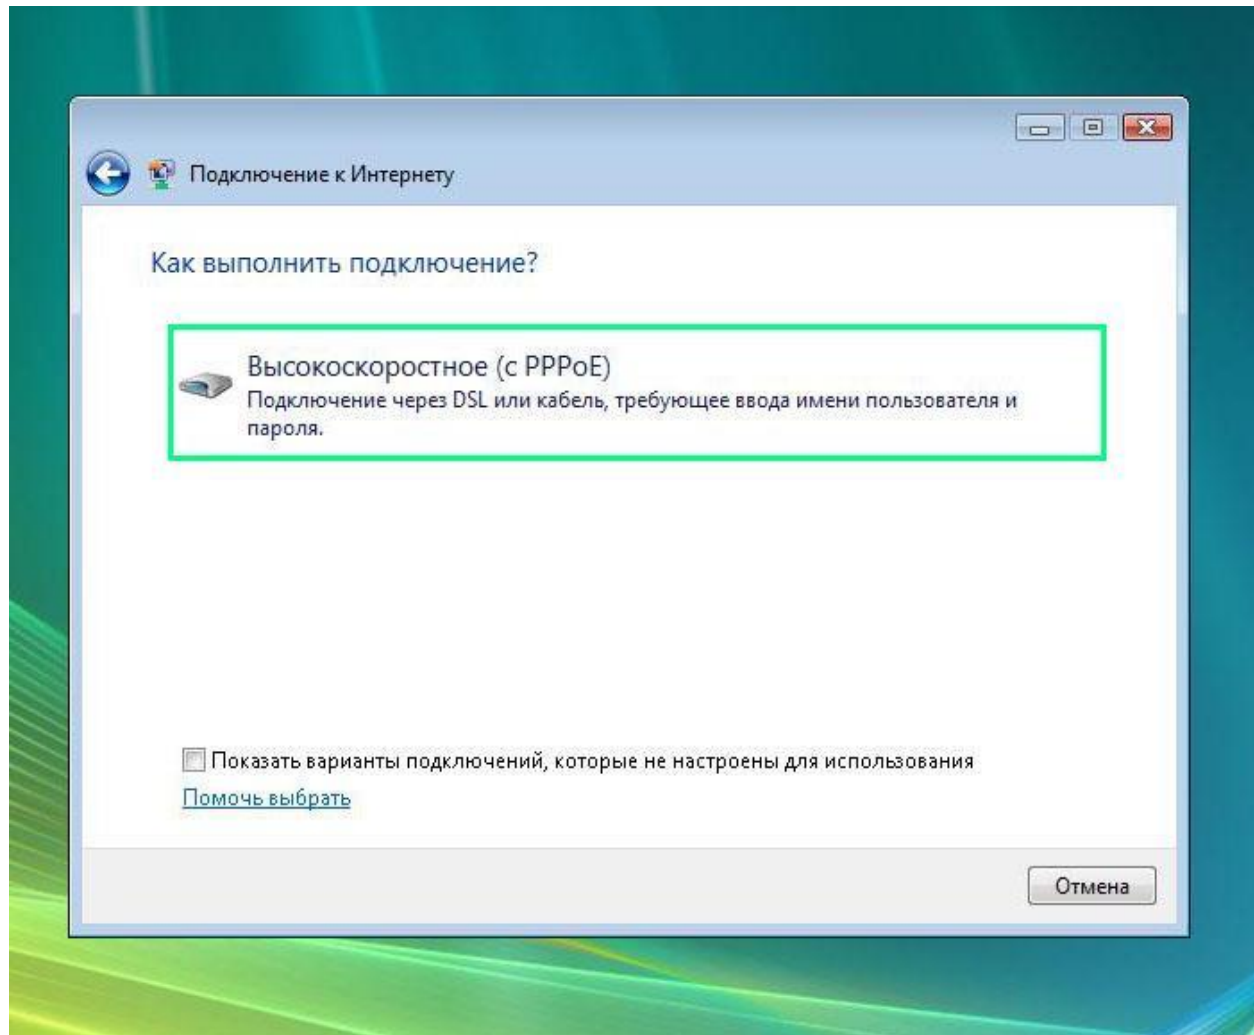 Подключение к Интернету
Как выполнить подключение?
Высокоскоростное (с PPPoE)
Подключение через DSL или кабель, требующее ввода имени пользователя и
пароля.
Показать варианты подключений, которые не настроены для использования
Помочь выбрать
Отмена